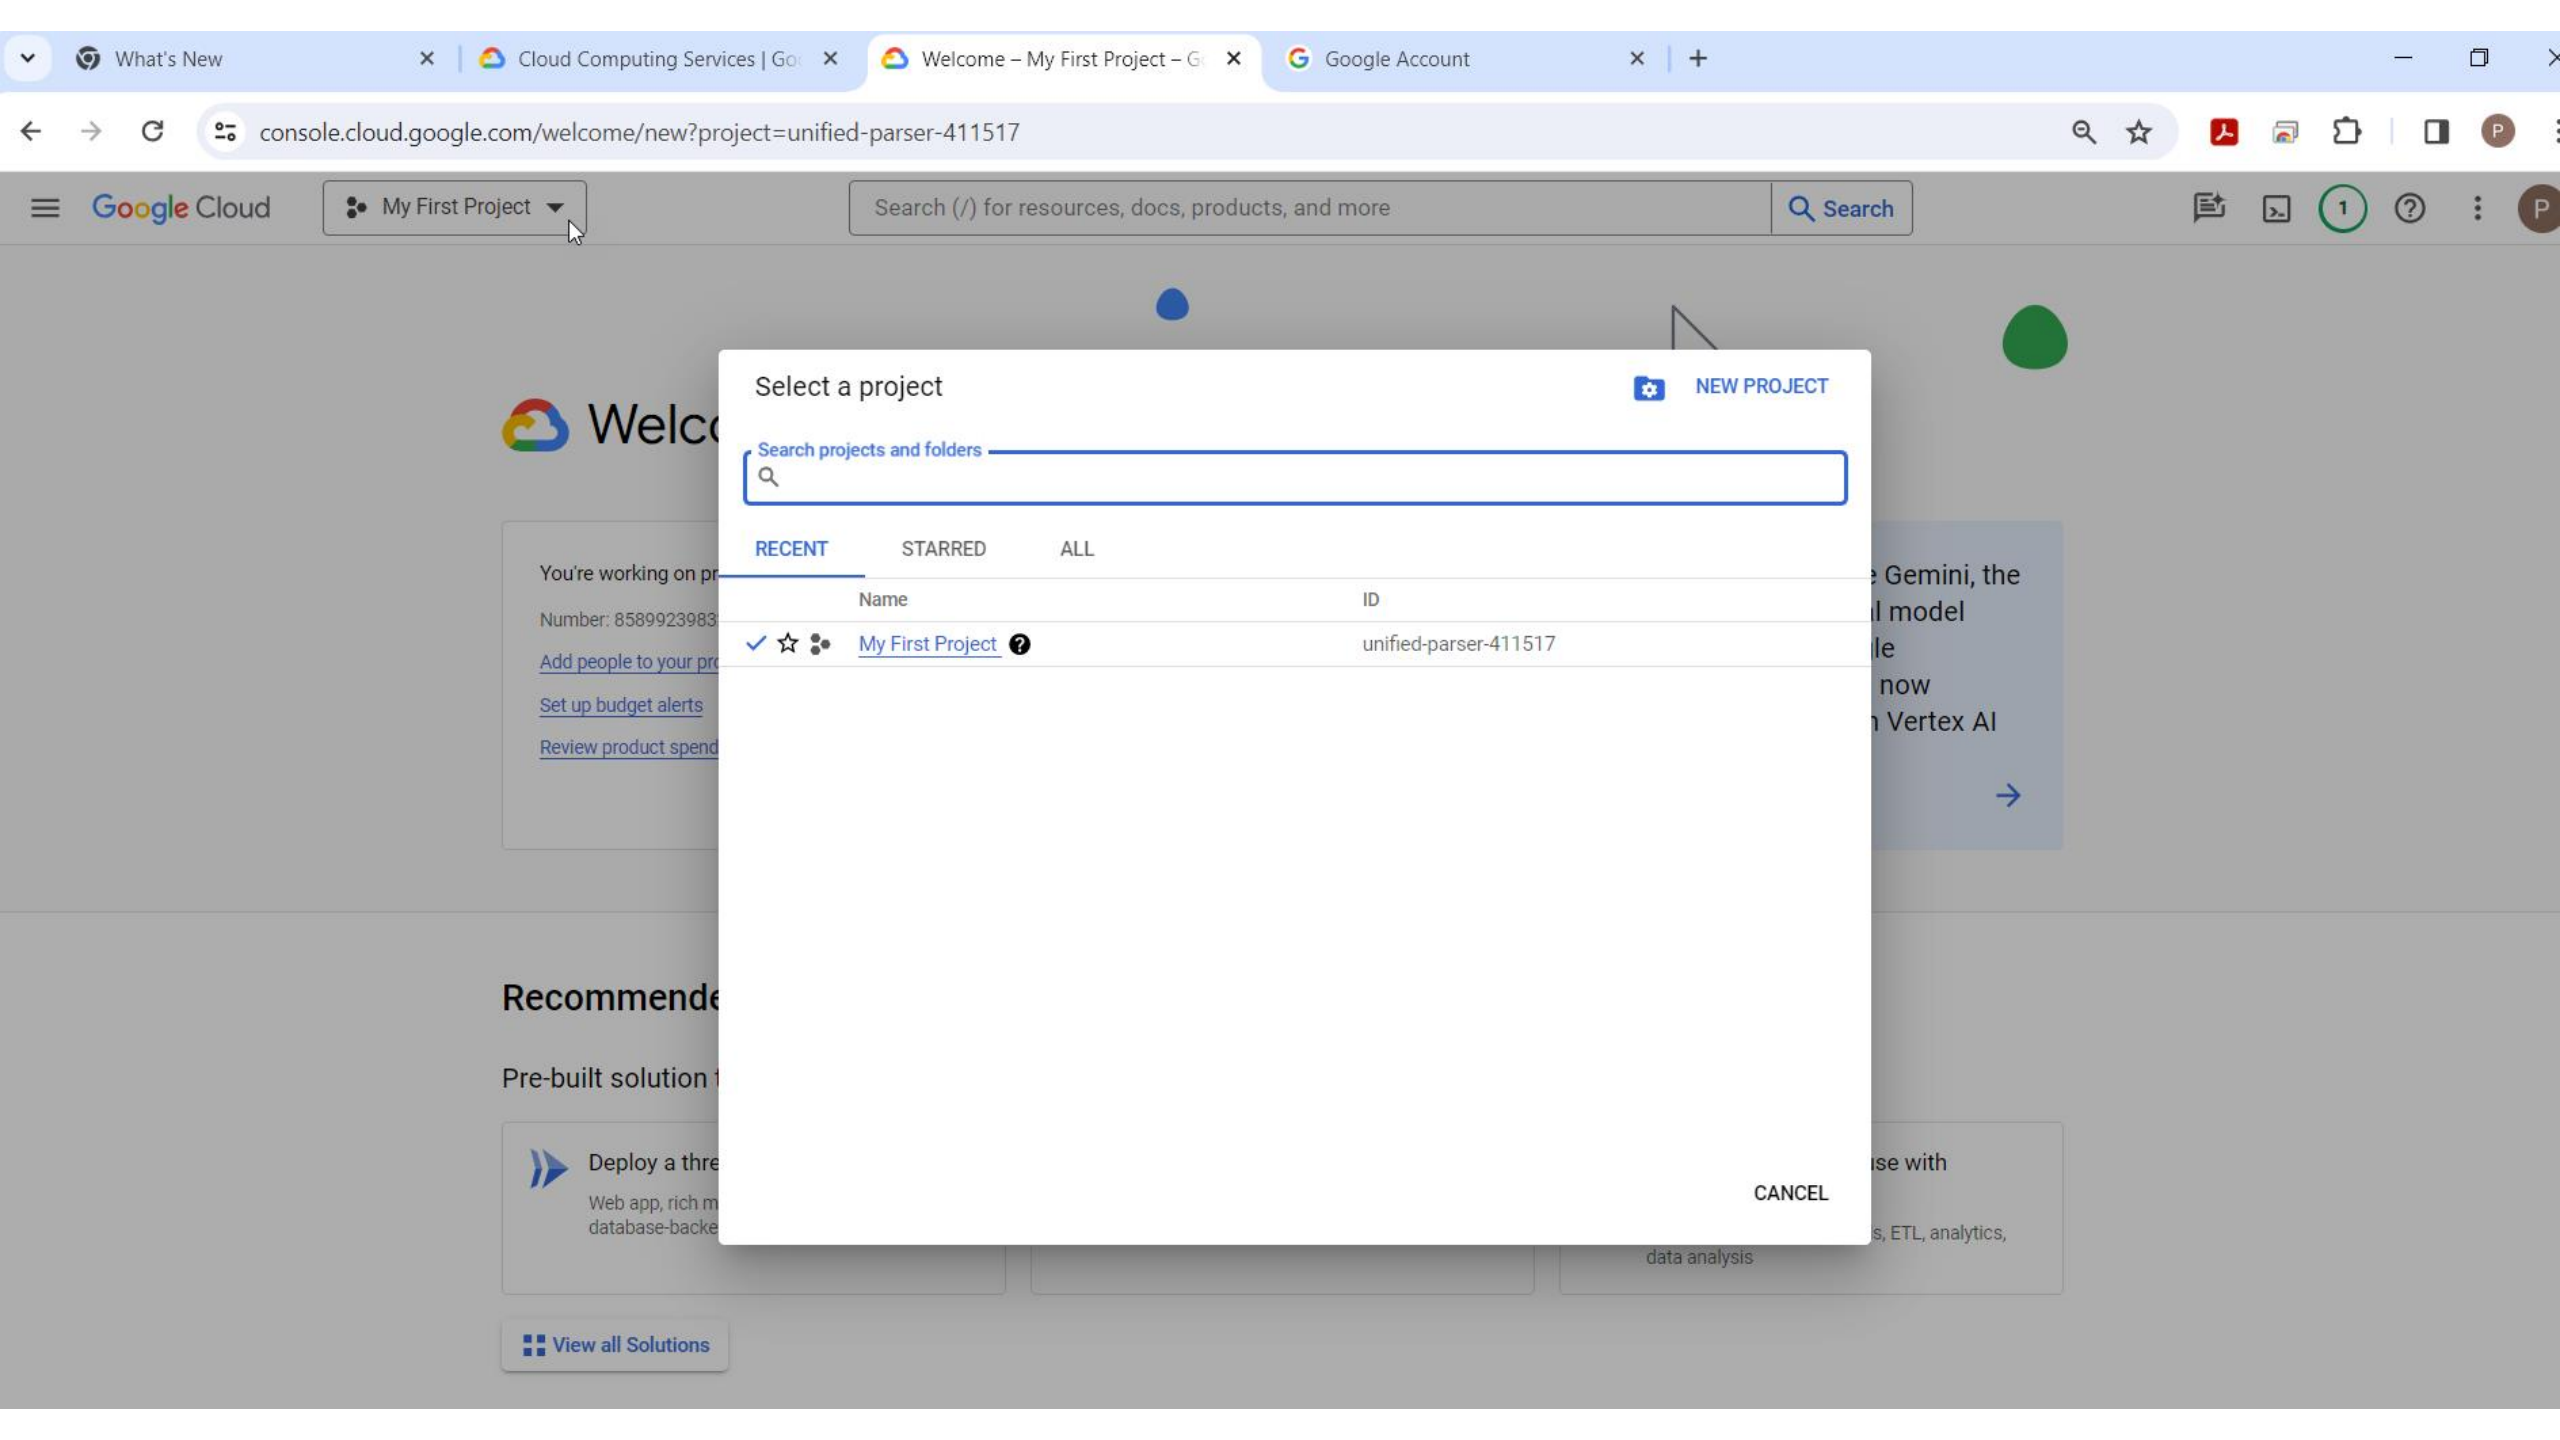 What's New
Cloud Computing Services | Goo
Welcome – My First Project – G
Google Account
console.cloud.google.com/welcome/new?project=unified-parser-411517
P
Google Cloud
My First Project
Search (/) for resources, docs, products, and more
Search
1
P
Welco
Select a project
NEW PROJECT
Search projects and folders
RECENT
STARRED
ALL
Name
ID
My First Project
unified-parser-411517
You're working on pr
Number: 8589923983
Add people to your pro
Set up budget alerts
Review product spend
e Gemini, the
l model
le
now
n Vertex AI
Recommende
Pre-built solution t
Deploy a thre
Web app, rich m
database-backe
CANCEL
use with
s, ETL, analytics,
data analysis
View all Solutions